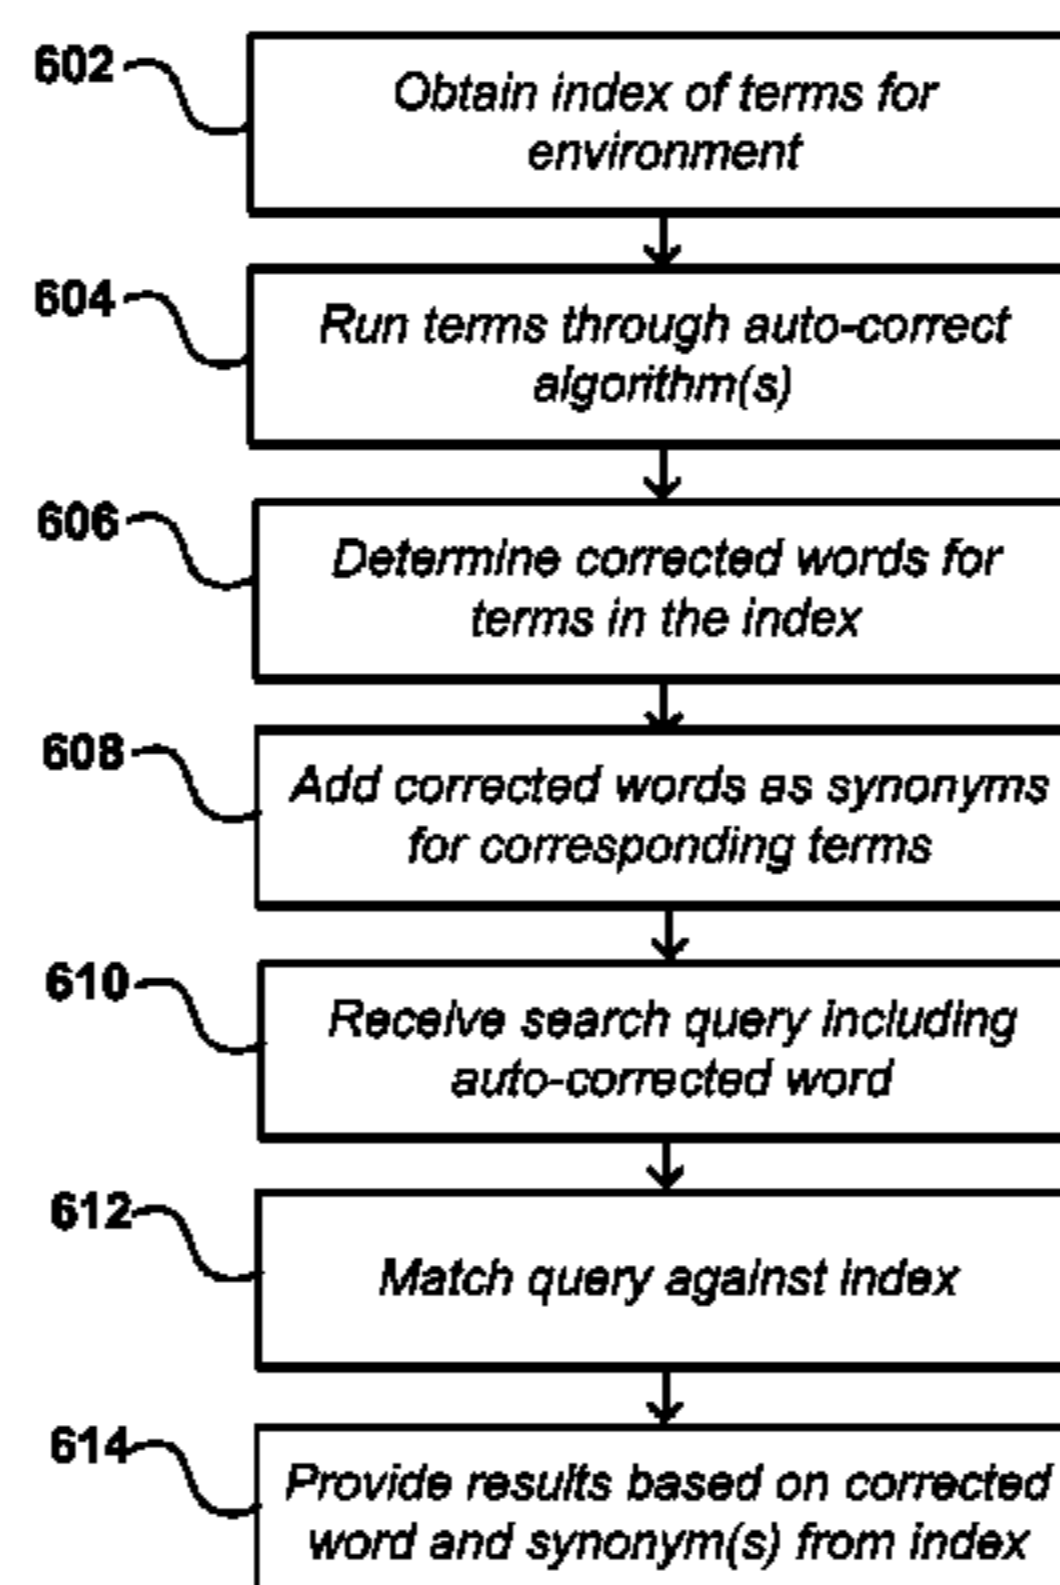 602
Obtain index of terms for
environment
604
Run terms through auto-correct
algorithm(s)
606
Determine corrected words for
terms in the index
608
Add corrected words as synonyms
for corresponding terms
610
Receive search query including
auto-corrected word
612
Match query against index
614
Provide results based on corrected
word and synonym(s) from index